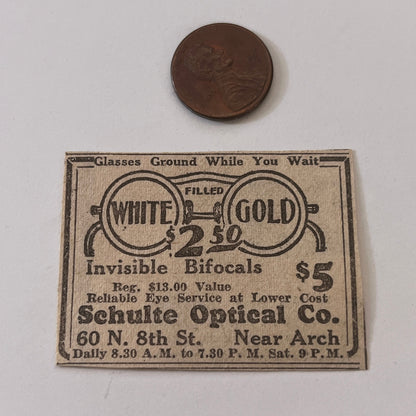 Glasses Ground While You Wait
FILLED
WHITE GOLD
$2.50
Invisible Bifocals $5
Reg. $13.00 Value
Reliable Eye Service at Lower Cost
Schulte Optical Co.
60 N. 8th St. Near Arch
Daily 8.30 A. M. to 7.30 P. M. Sat. 9 P. M.